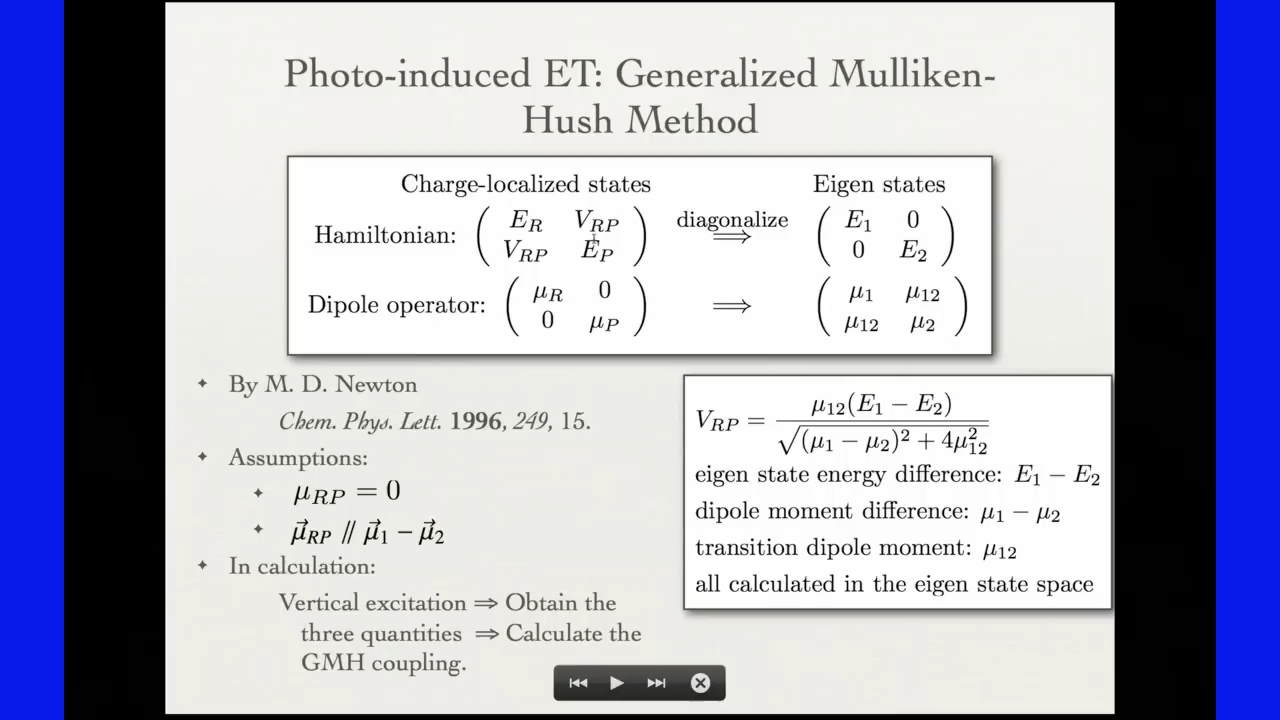 Photo-induced ET: Generalized Mulliken-
Hush Method
Charge-localized states Eigen states
Hamiltonian: ( E_R V_RP ; V_RP E_P ) diagonalize ⟹ ( E_1 0 ; 0 E_2 )
Dipole operator: ( μ_R 0 ; 0 μ_P ) ⟹ ( μ_1 μ_12 ; μ_12 μ_2 )
By M. D. Newton
Chem. Phys. Lett. 1996, 249, 15.
Assumptions:
μ_RP = 0
μ⃗_RP // μ⃗_1 − μ⃗_2
In calculation:
Vertical excitation ⇒ Obtain the
three quantities ⇒ Calculate the
GMH coupling.
V_RP = μ_12(E_1 − E_2) / √((μ_1 − μ_2)² + 4μ_12²)
eigen state energy difference: E_1 − E_2
dipole moment difference: μ_1 − μ_2
transition dipole moment: μ_12
all calculated in the eigen state space